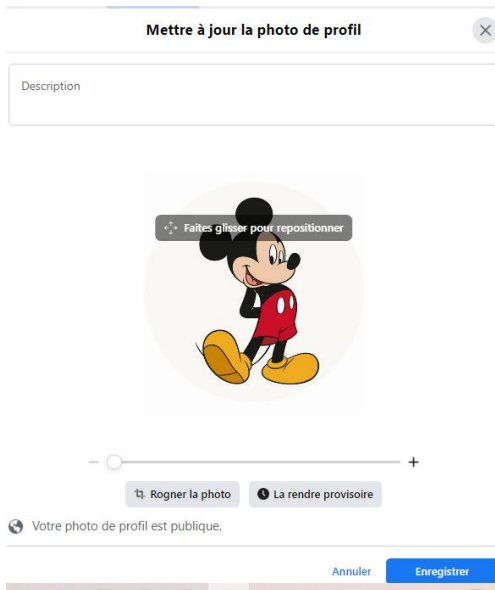 Mettre à jour la photo de profil
Description
Faites glisser pour repositionner
Rogner la photo
La rendre provisoire
Votre photo de profil est publique.
Annuler
Enregistrer